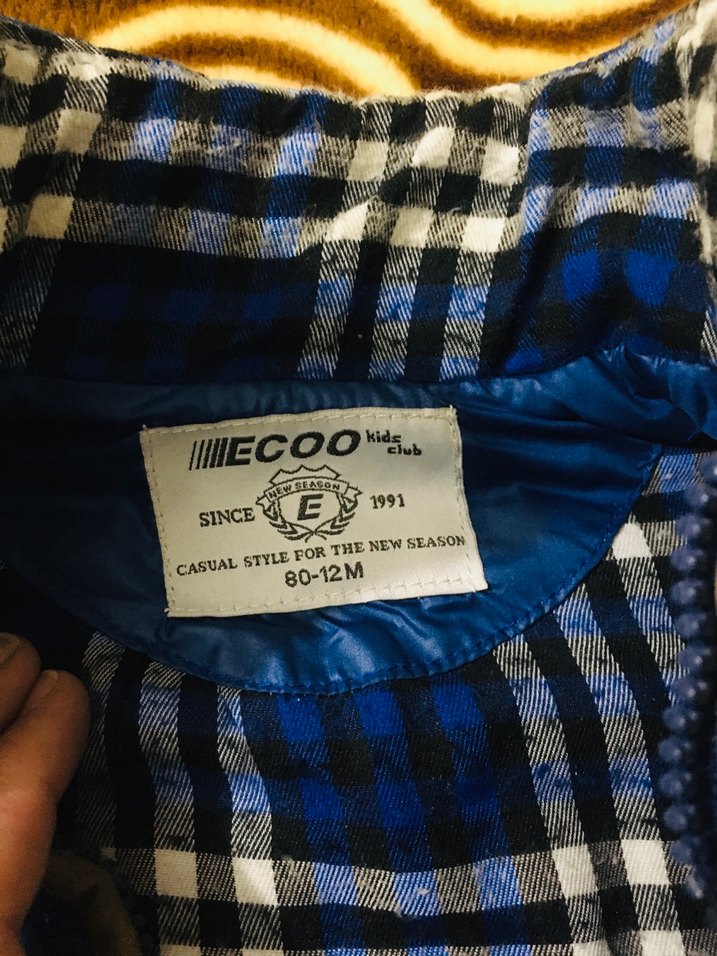 ECOO kids club
NEW SEASON
SINCE E 1991
CASUAL STYLE FOR THE NEW SEASON
80-12M